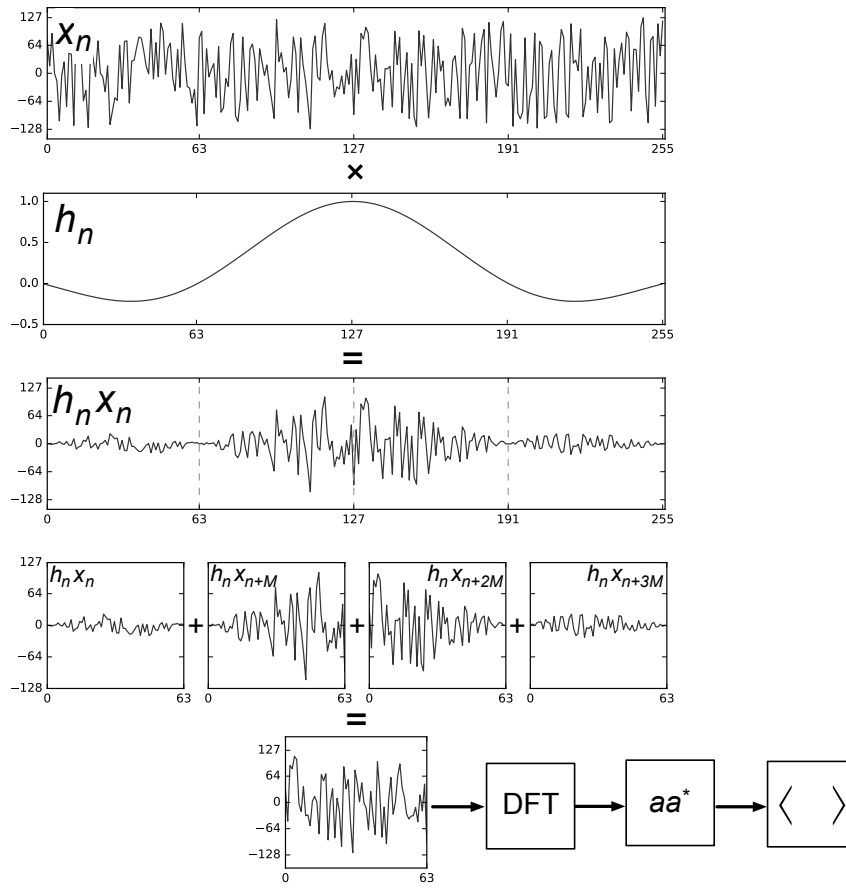 127
x_n
64
0
−64
−128
0 63 127 191 255
×
1.0
h_n
0.5
0.0
−0.5
0 63 127 191 255
=
127
h_n x_n
64
0
−64
−128
0 63 127 191 255
127
h_n x_n h_n x_{n+M} h_n x_{n+2M} h_n x_{n+3M}
64
0 + + +
−64
−128
0 63 0 63 0 63 0 63
=
127
64
0 DFT aa* ⟨ ⟩
−64
−128
0 63